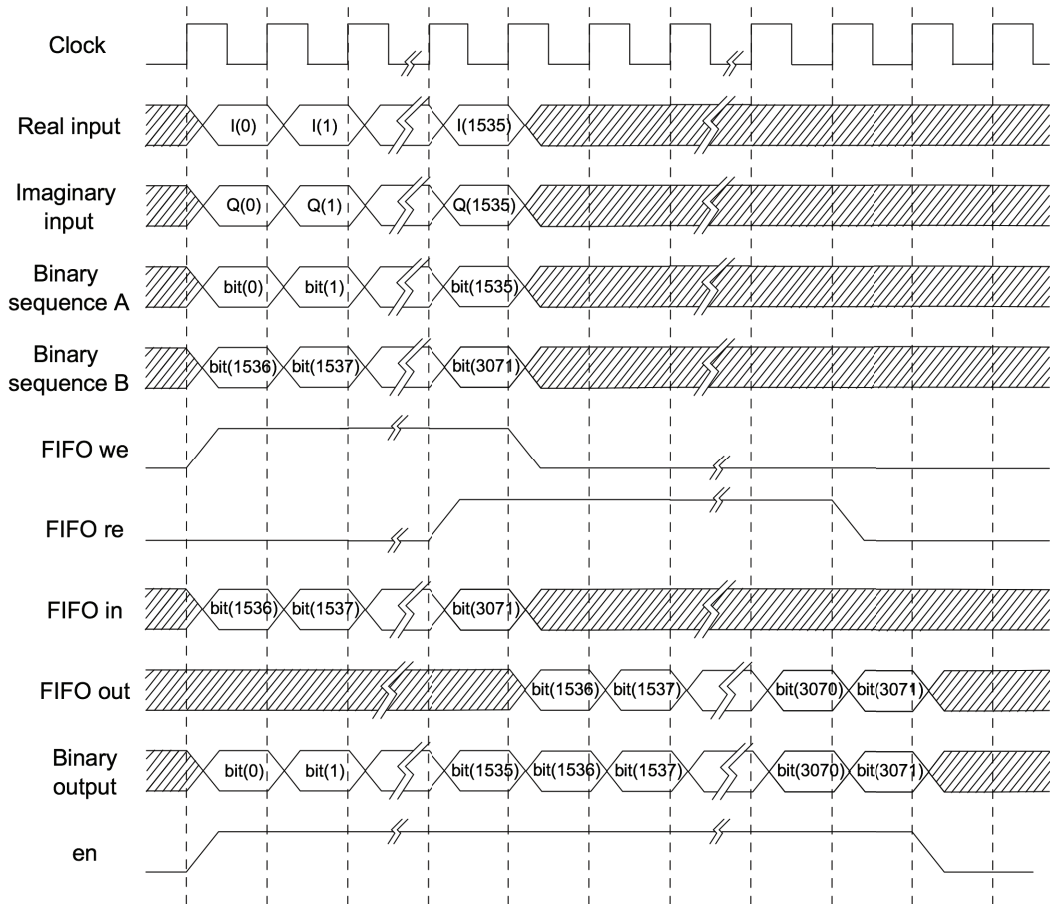 Clock
Real input
I(0)
I(1)
I(1535)
Imaginary
input
Q(0)
Q(1)
Q(1535)
Binary
sequence A
bit(0)
bit(1)
bit(1535)
Binary
sequence B
bit(1536)
bit(1537)
bit(3071)
FIFO we
FIFO re
FIFO in
bit(1536)
bit(1537)
bit(3071)
FIFO out
bit(1536)
bit(1537)
bit(3070)
bit(3071)
Binary
output
bit(0)
bit(1)
bit(1535)
bit(1536)
bit(1537)
bit(3070)
bit(3071)
en